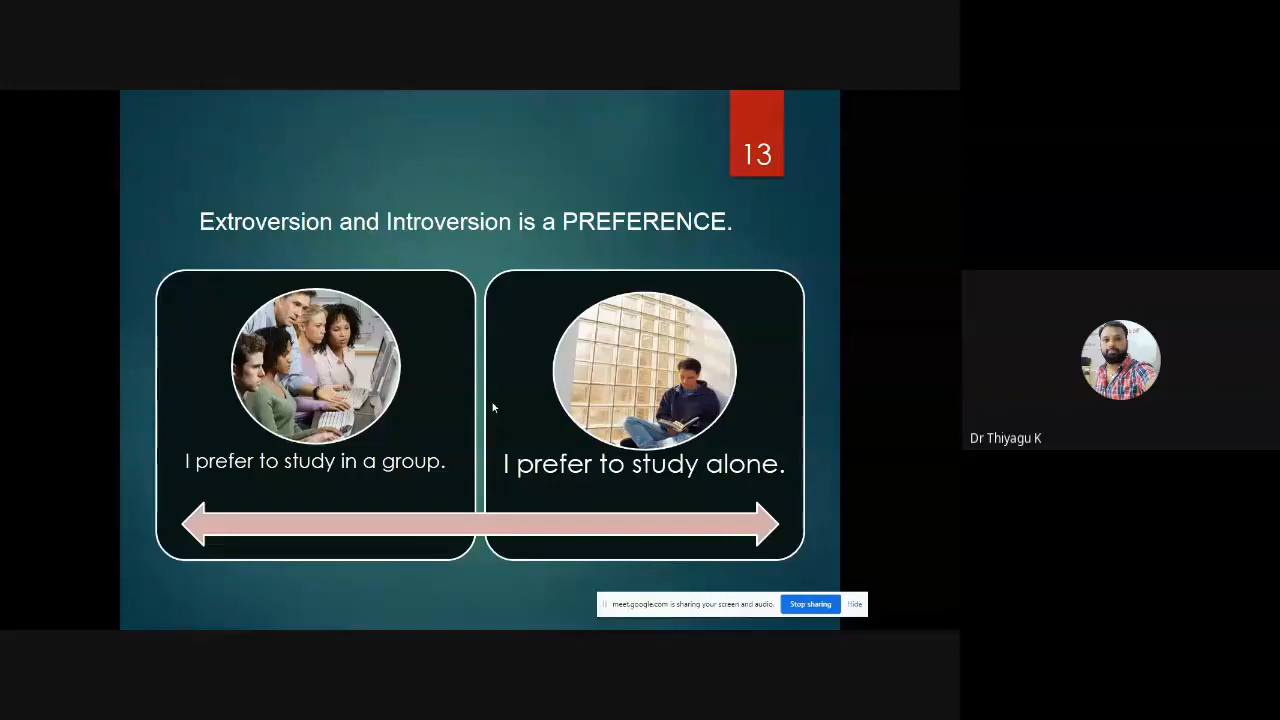 13
Extroversion and Introversion is a PREFERENCE.
I prefer to study in a group.
I prefer to study alone.
meet.google.com is sharing your screen and audio.
Stop sharing
Hide
Dr Thiyagu K